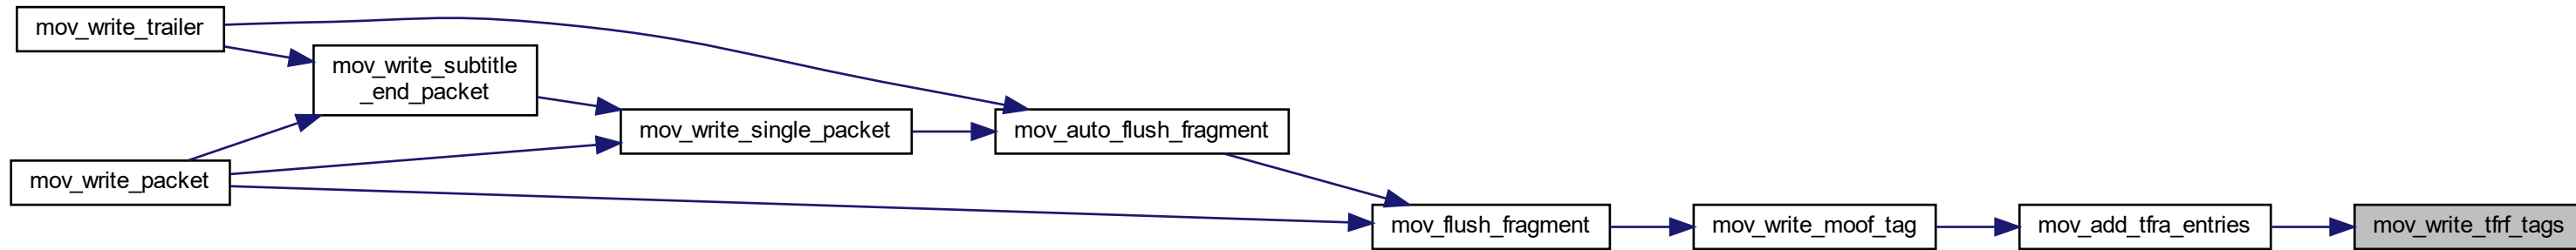 mov_write_trailer
mov_write_subtitle
_end_packet
mov_write_single_packet
mov_auto_flush_fragment
mov_write_packet
mov_flush_fragment
mov_write_moof_tag
mov_add_tfra_entries
mov_write_tfrf_tags